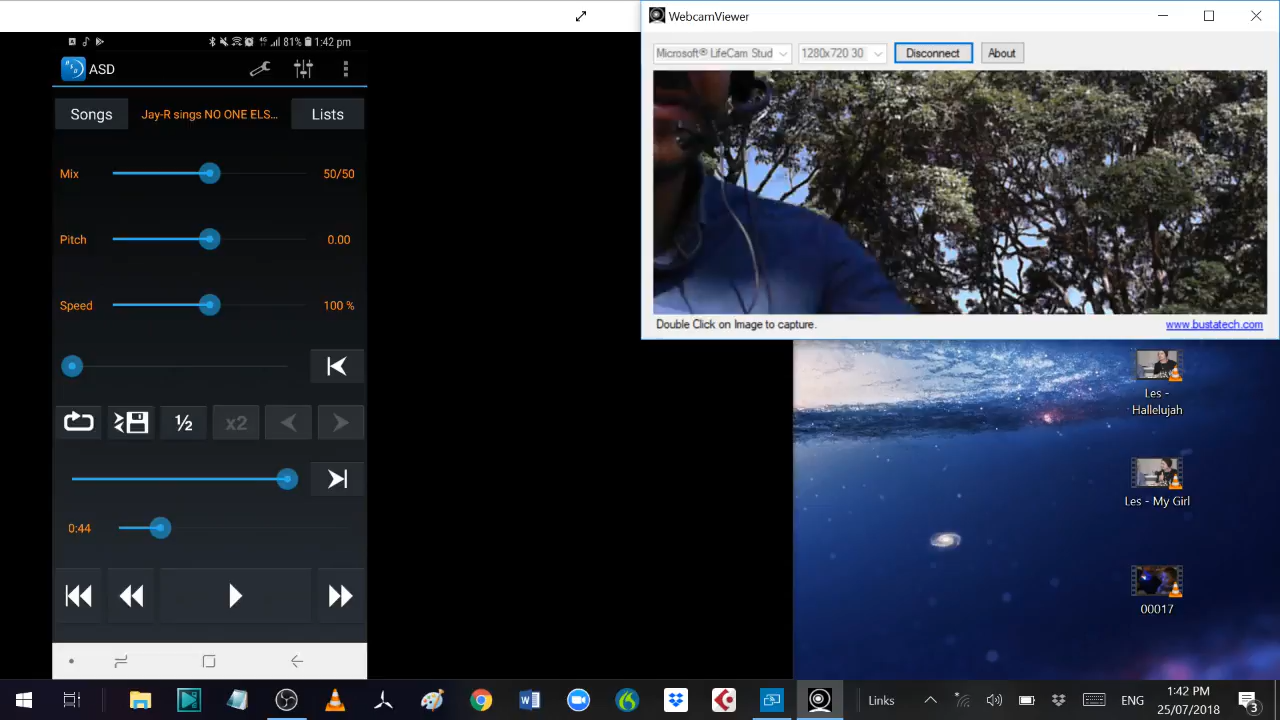 WebcamViewer
81% 1:42 pm
Microsoft® LifeCam Stud
1280x720 30
Disconnect
About
ASD
Songs
Jay-R sings NO ONE ELS...
Lists
Mix
50/50
Pitch
0.00
Speed
100 %
½
x2
0:44
Double Click on Image to capture.
www.bustatech.com
Les -
Hallelujah
Les - My Girl
00017
Links
ENG
1:42 PM
25/07/2018
3